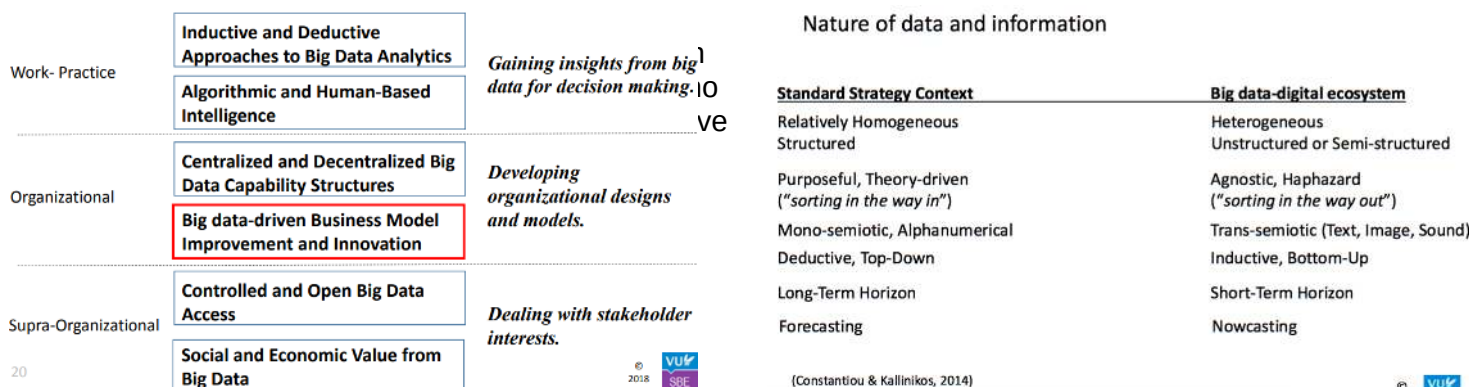 Work- Practice
Inductive and Deductive
Approaches to Big Data Analytics
Algorithmic and Human-Based
Intelligence
Gaining insights from big
data for decision making.
Organizational
Centralized and Decentralized Big
Data Capability Structures
Big data-driven Business Model
Improvement and Innovation
Developing
organizational designs
and models.
Supra-Organizational
Controlled and Open Big Data
Access
Social and Economic Value from
Big Data
Dealing with stakeholder
interests.
20
©
2018
VU
SBE
ve
Nature of data and information
Standard Strategy Context Big data-digital ecosystem
Relatively Homogeneous Heterogeneous
Structured Unstructured or Semi-structured
Purposeful, Theory-driven Agnostic, Haphazard
("sorting in the way in") ("sorting in the way out")
Mono-semiotic, Alphanumerical Trans-semiotic (Text, Image, Sound)
Deductive, Top-Down Inductive, Bottom-Up
Long-Term Horizon Short-Term Horizon
Forecasting Nowcasting
(Constantiou & Kallinikos, 2014)
©
VU